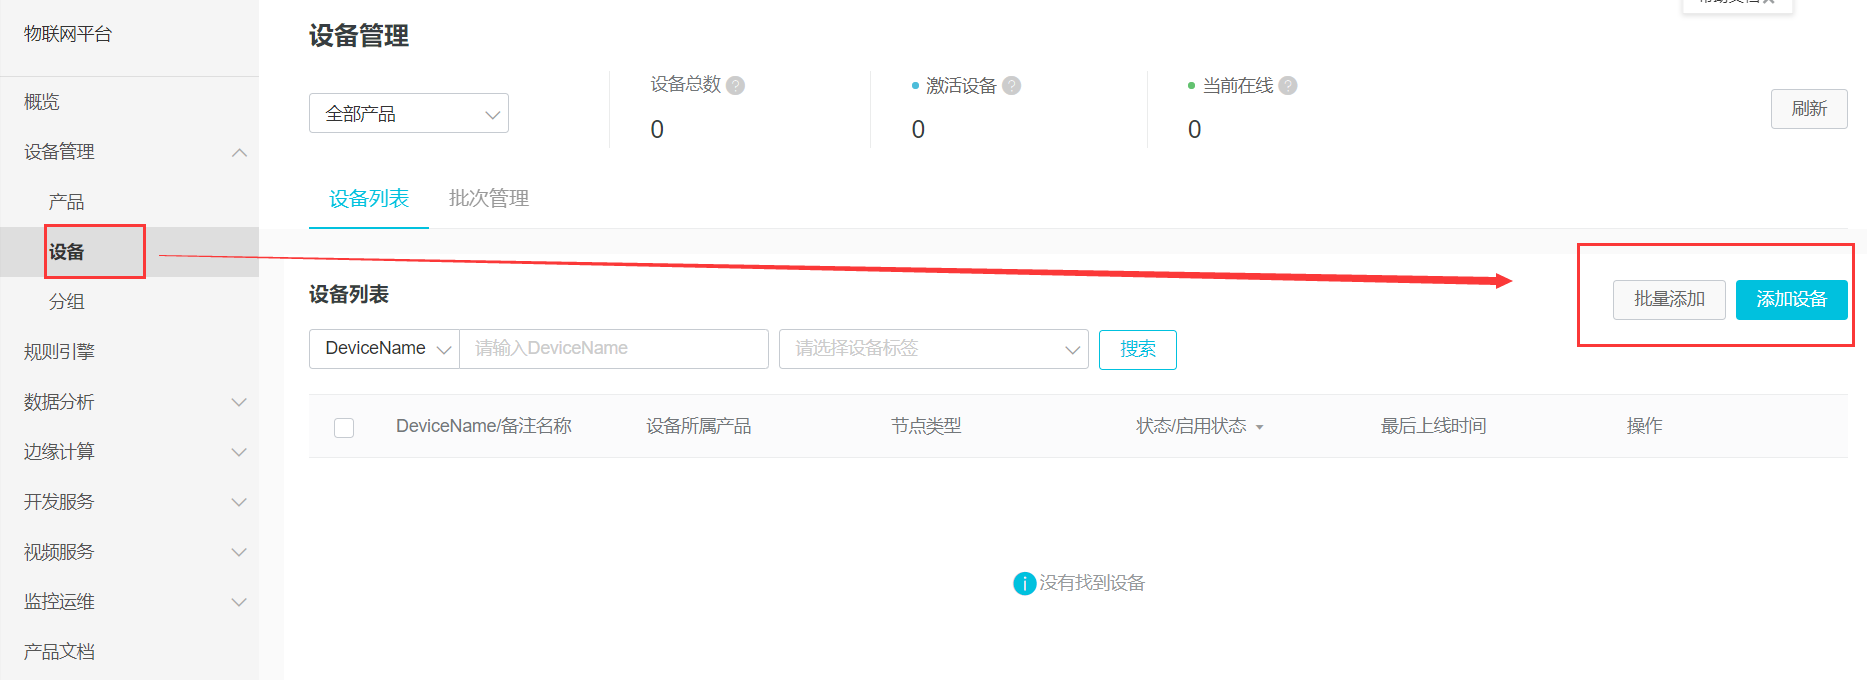 物联网平台
概览
设备管理
产品
设备
分组
规则引擎
数据分析
边缘计算
开发服务
视频服务
监控运维
产品文档
设备管理
全部产品
设备总数
0
激活设备
0
当前在线
0
刷新
设备列表 批次管理
设备列表
批量添加 添加设备
DeviceName 请输入DeviceName 请选择设备标签 搜索
DeviceName/备注名称 设备所属产品 节点类型 状态/启用状态 最后上线时间 操作
没有找到设备